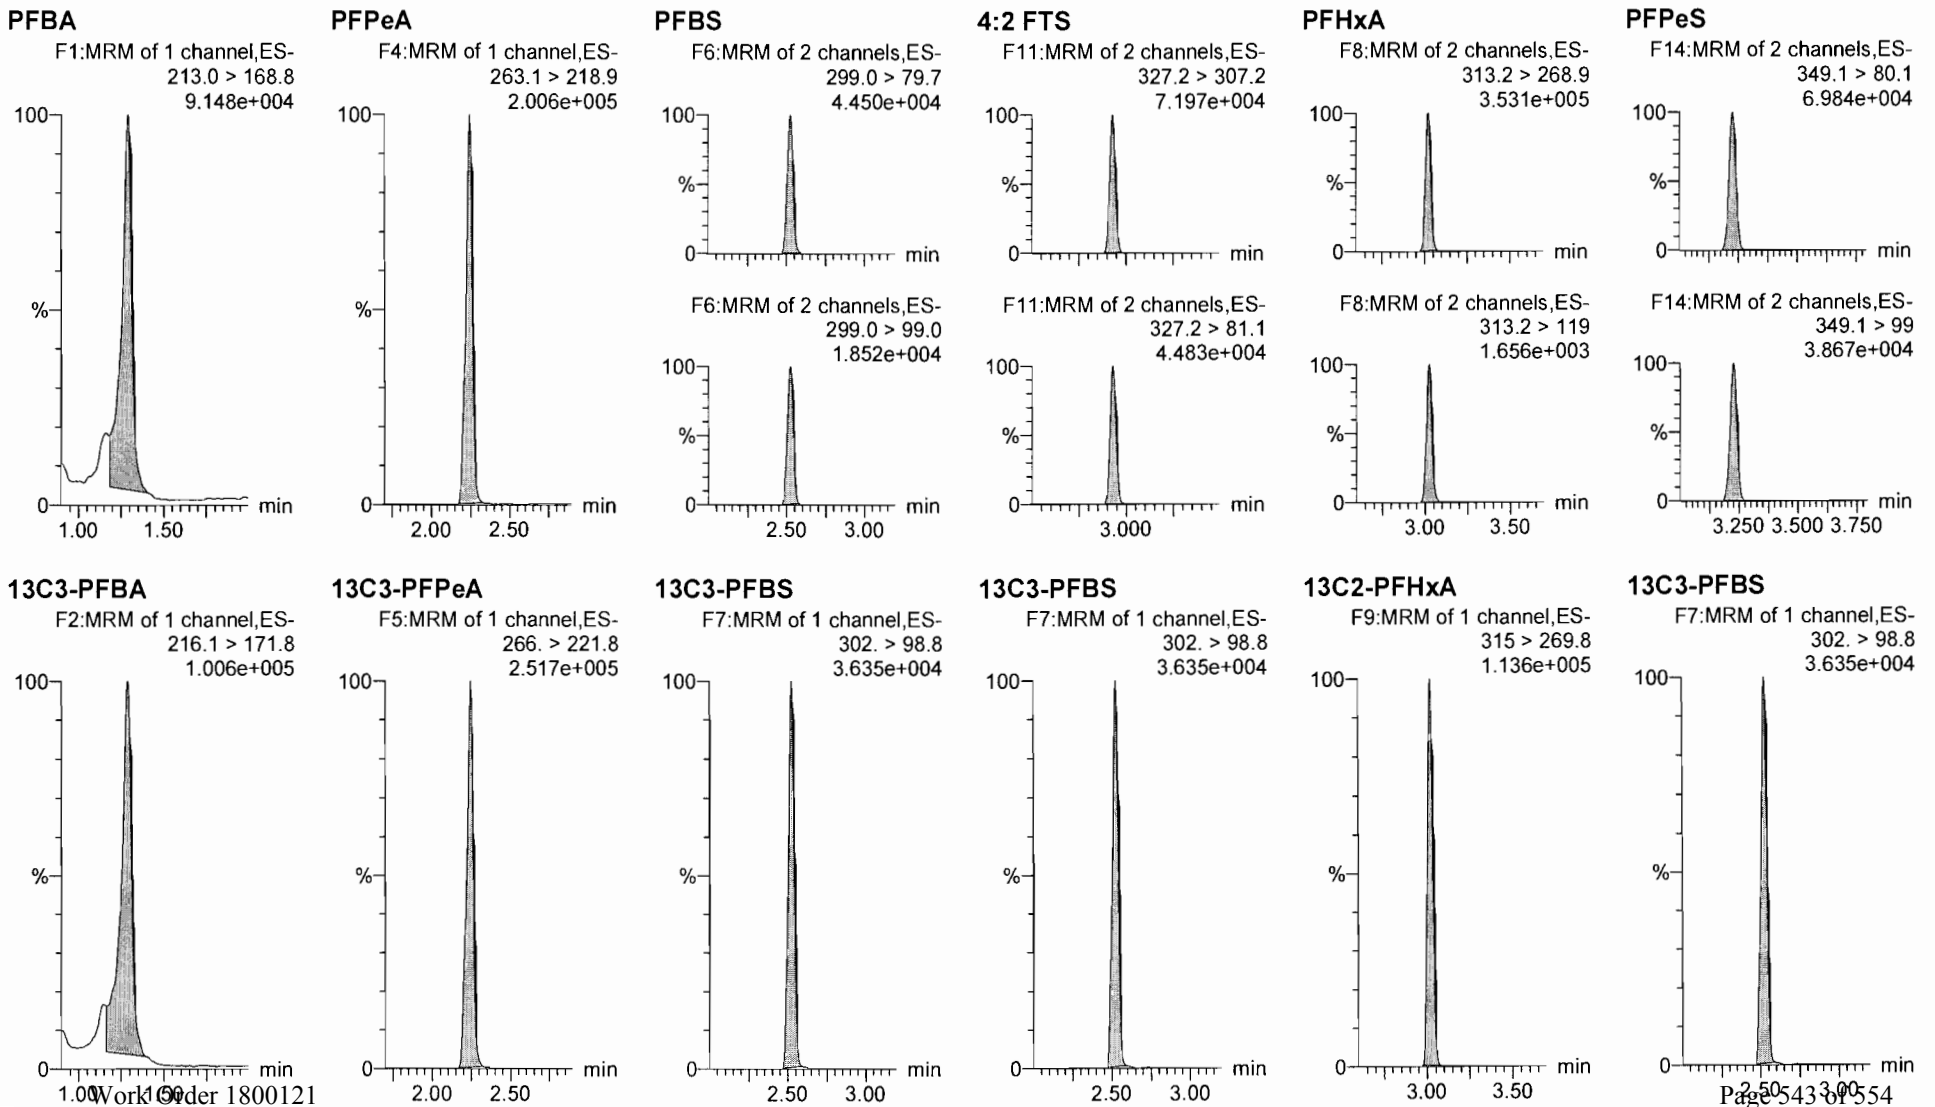 PFBA
F1:MRM of 1 channel,ES-
213.0 > 168.8
9.148e+004
100
%
0
min
1.00 1.50
PFPeA
F4:MRM of 1 channel,ES-
263.1 > 218.9
2.006e+005
100
%
0
min
2.00 2.50
PFBS
F6:MRM of 2 channels,ES-
299.0 > 79.7
4.450e+004
100
%
0
min
F6:MRM of 2 channels,ES-
299.0 > 99.0
1.852e+004
100
%
0
min
2.50 3.00
4:2 FTS
F11:MRM of 2 channels,ES-
327.2 > 307.2
7.197e+004
100
%
0
min
F11:MRM of 2 channels,ES-
327.2 > 81.1
4.483e+004
100
%
0
min
3.000
PFHxA
F8:MRM of 2 channels,ES-
313.2 > 268.9
3.531e+005
100
%
0
min
F8:MRM of 2 channels,ES-
313.2 > 119
1.656e+003
100
%
0
min
3.00 3.50
PFPeS
F14:MRM of 2 channels,ES-
349.1 > 80.1
6.984e+004
100
%
0
min
F14:MRM of 2 channels,ES-
349.1 > 99
3.867e+004
100
%
0
min
3.250 3.500 3.750
13C3-PFBA
F2:MRM of 1 channel,ES-
216.1 > 171.8
1.006e+005
100
%
0
min
1.00 1.50
13C3-PFPeA
F5:MRM of 1 channel,ES-
266. > 221.8
2.517e+005
100
%
0
min
2.00 2.50
13C3-PFBS
F7:MRM of 1 channel,ES-
302. > 98.8
3.635e+004
100
%
0
min
2.50 3.00
13C3-PFBS
F7:MRM of 1 channel,ES-
302. > 98.8
3.635e+004
100
%
0
min
2.50 3.00
13C2-PFHxA
F9:MRM of 1 channel,ES-
315 > 269.8
1.136e+005
100
%
0
min
3.00 3.50
13C3-PFBS
F7:MRM of 1 channel,ES-
302. > 98.8
3.635e+004
100
%
0
min
2.50 3.00
Work Order 1800121
Page 543 of 554